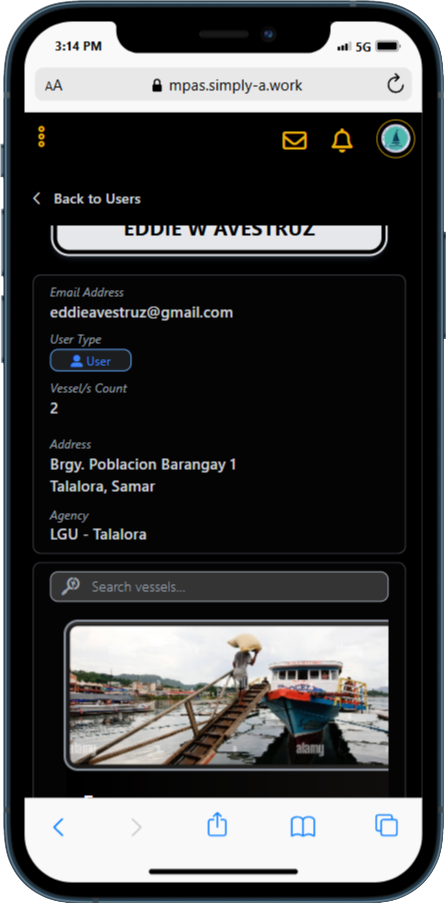 3:14 PM
5G
AA
mpas.simply-a.work
Back to Users
EDDIE W AVESTRUZ
Email Address
eddieavestruz@gmail.com
User Type
User
Vessel/s Count
2
Address
Brgy. Poblacion Barangay 1
Talalora, Samar
Agency
LGU - Talalora
Search vessels...
alamy
alamy